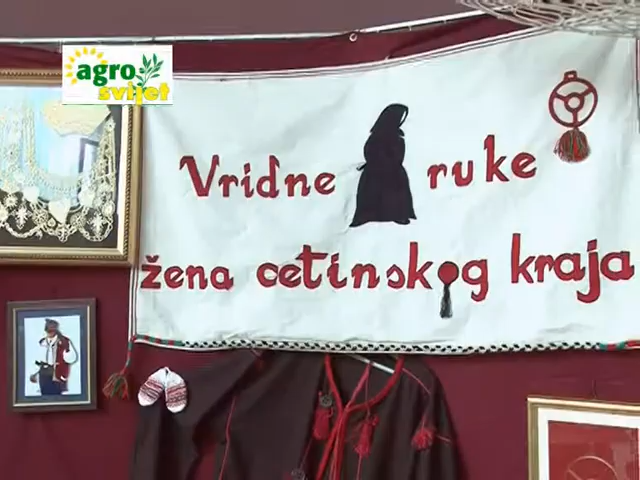 agro
svijet
Vridne ruke
žena cetinskog kraja